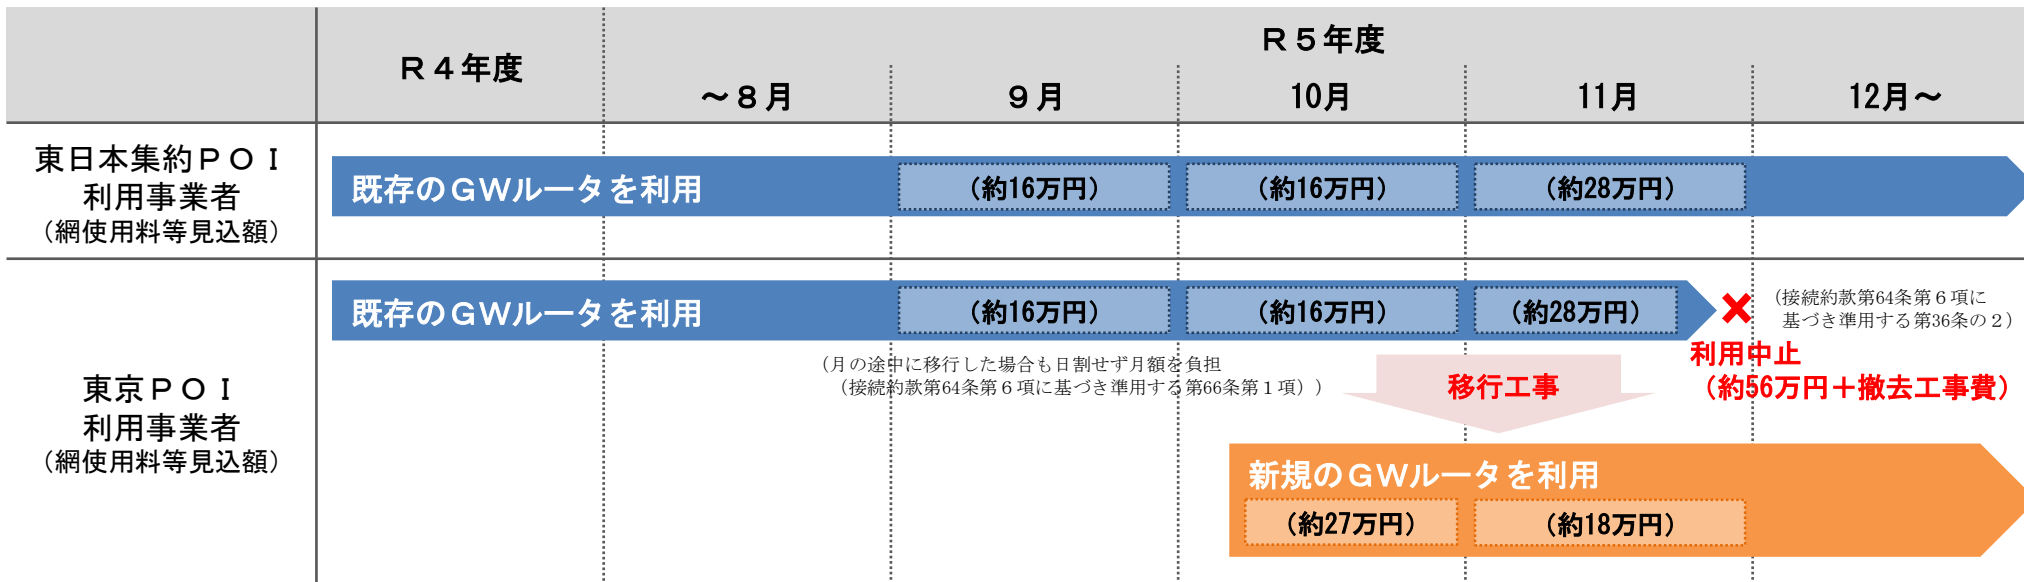 Ｒ４年度
Ｒ５年度
～８月
９月
10月
11月
12月～
東日本集約ＰＯＩ
利用事業者
（網使用料等見込額）
既存のＧＷルータを利用
（約16万円）
（約16万円）
（約28万円）
東京ＰＯＩ
利用事業者
（網使用料等見込額）
既存のＧＷルータを利用
（約16万円）
（約16万円）
（約28万円）
（接続約款第64条第６項に
基づき準用する第36条の２）
利用中止
（約56万円＋撤去工事費）
（月の途中に移行した場合も日割せず月額を負担
（接続約款第64条第６項に基づき準用する第66条第１項））
移行工事
新規のＧＷルータを利用
（約27万円）
（約18万円）